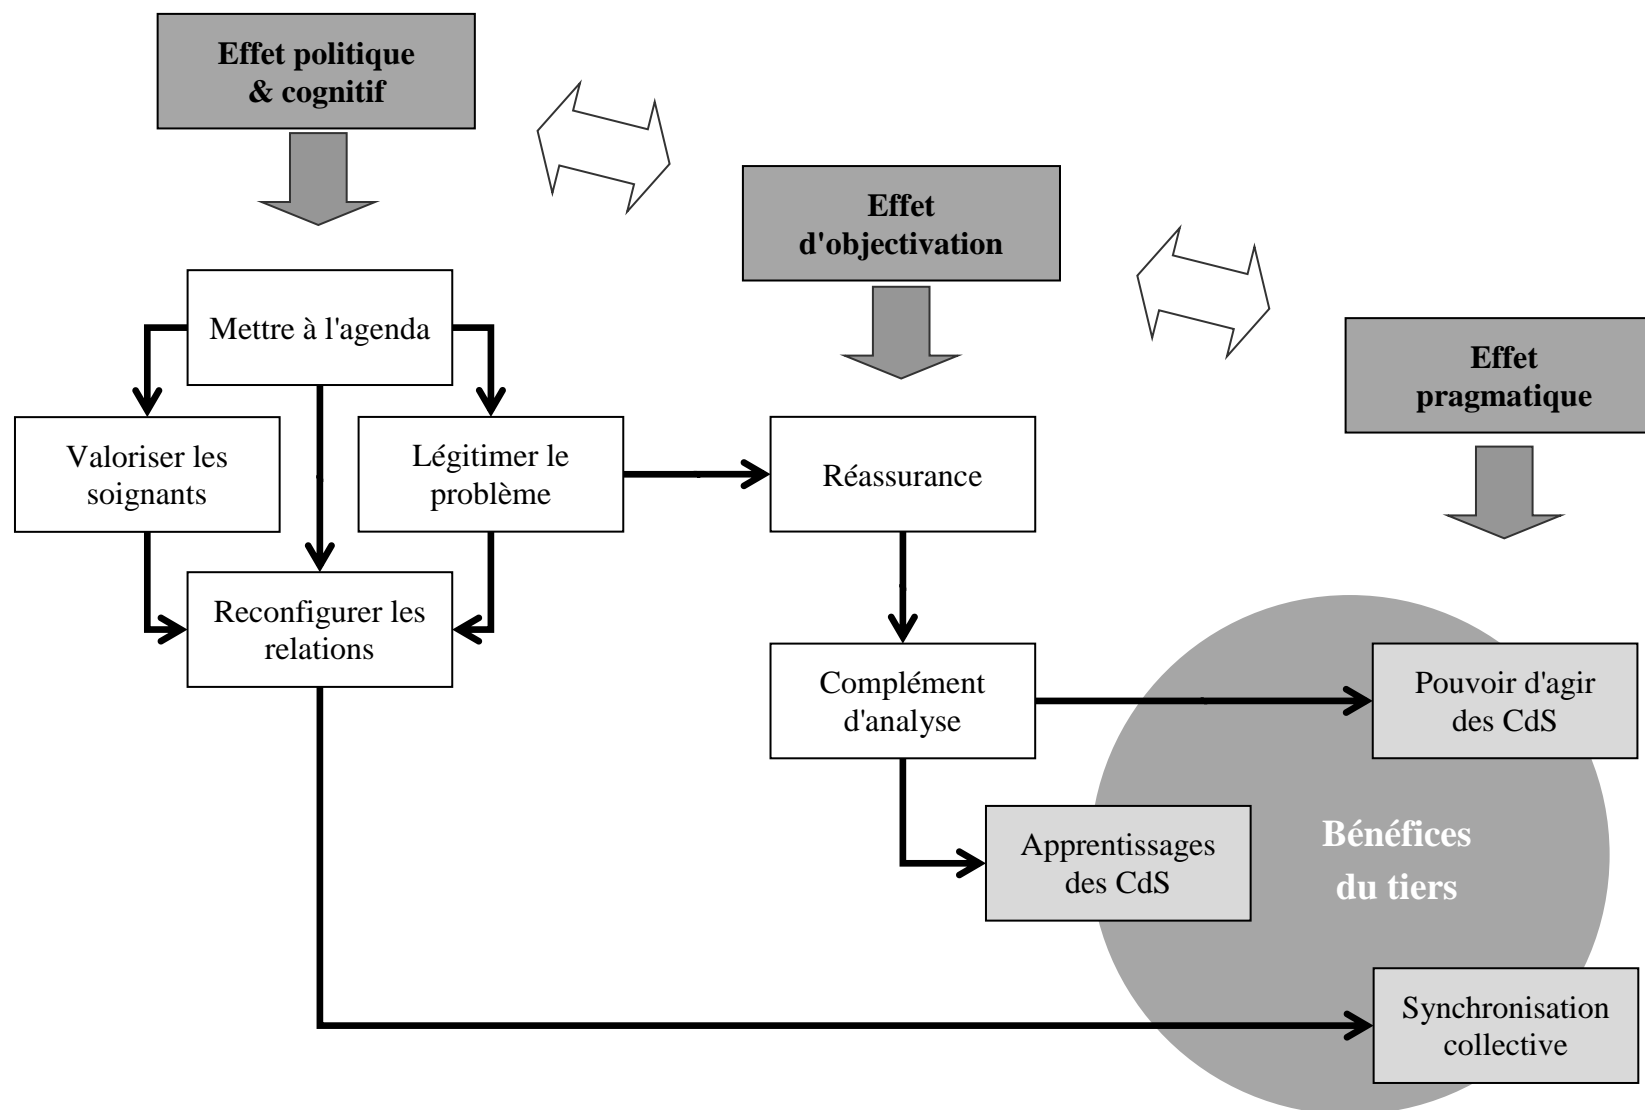 Effet politique
& cognitif
Effet
d'objectivation
Effet
pragmatique
Mettre à l'agenda
Valoriser les
soignants
Légitimer le
problème
Réassurance
Reconfigurer les
relations
Complément
d'analyse
Pouvoir d'agir
des CdS
Apprentissages
des CdS
Bénéfices
du tiers
Synchronisation
collective